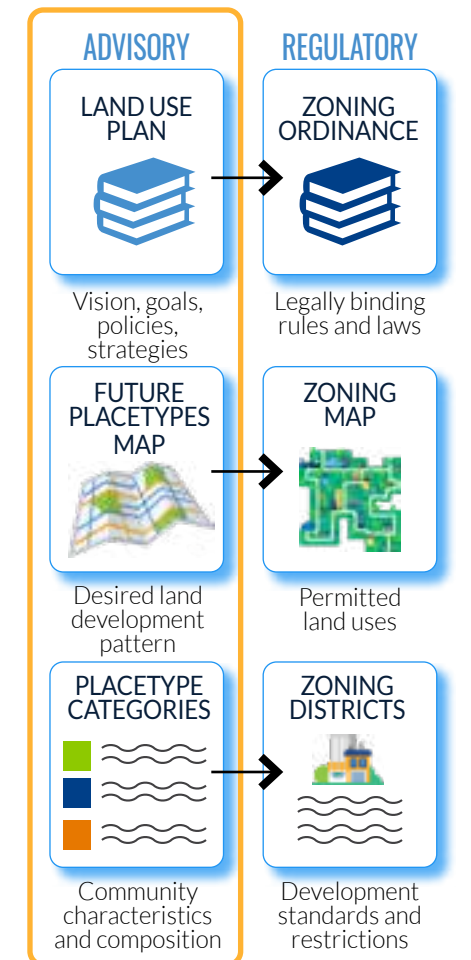 ADVISORY
REGULATORY
LAND USE
PLAN
ZONING
ORDINANCE
Vision, goals,
policies,
strategies
Legally binding
rules and laws
FUTURE
PLACETYPES
MAP
ZONING
MAP
Desired land
development
pattern
Permitted
land uses
PLACETYPE
CATEGORIES
ZONING
DISTRICTS
Community
characteristics
and composition
Development
standards and
restrictions